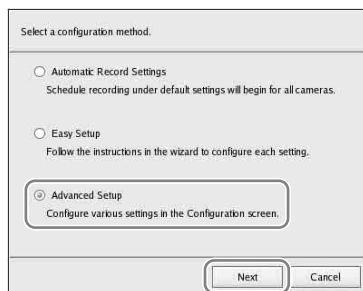 Select a configuration method.
Automatic Record Settings
Schedule recording under default settings will begin for all cameras.
Easy Setup
Follow the instructions in the wizard to configure each setting.
Advanced Setup
Configure various settings in the Configuration screen.
Next
Cancel